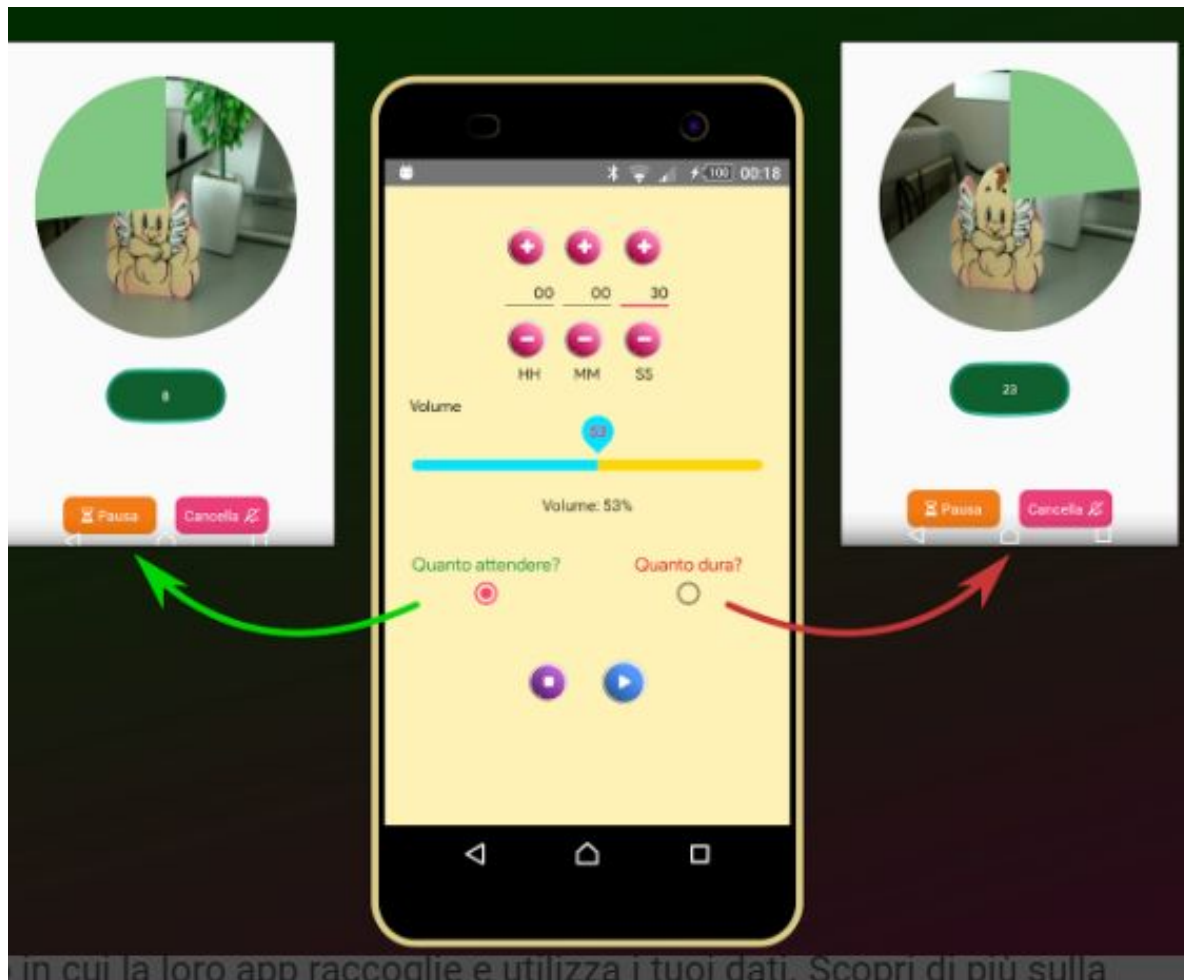 100 00:18
00 00 30
HH MM SS
Volume
53
Volume: 53%
Quanto attendere? Quanto dura?
8
Pausa Cancella
23
Pausa Cancella
in cui la loro app raccoglie e utilizza i tuoi dati. Scopri di più sulla